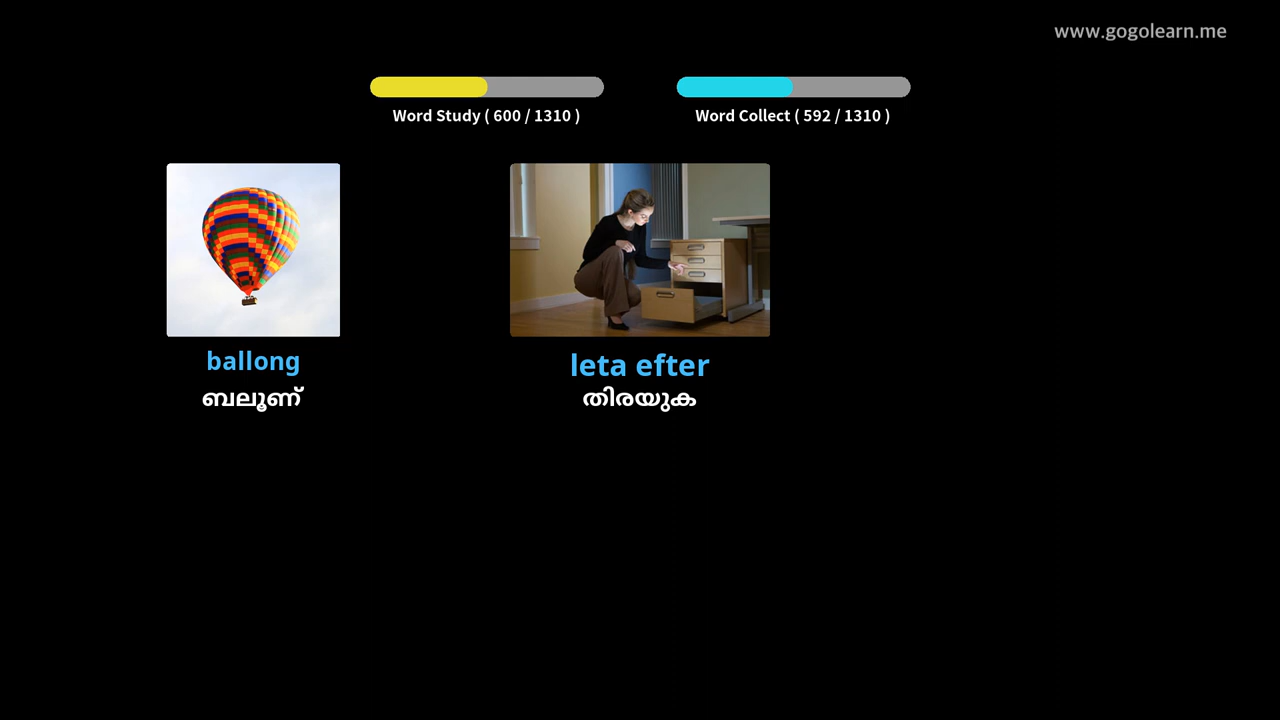 www.gogolearn.me
Word Study ( 600 / 1310 )
Word Collect ( 592 / 1310 )
ballong
ബലൂണ്
leta efter
തിരയുക